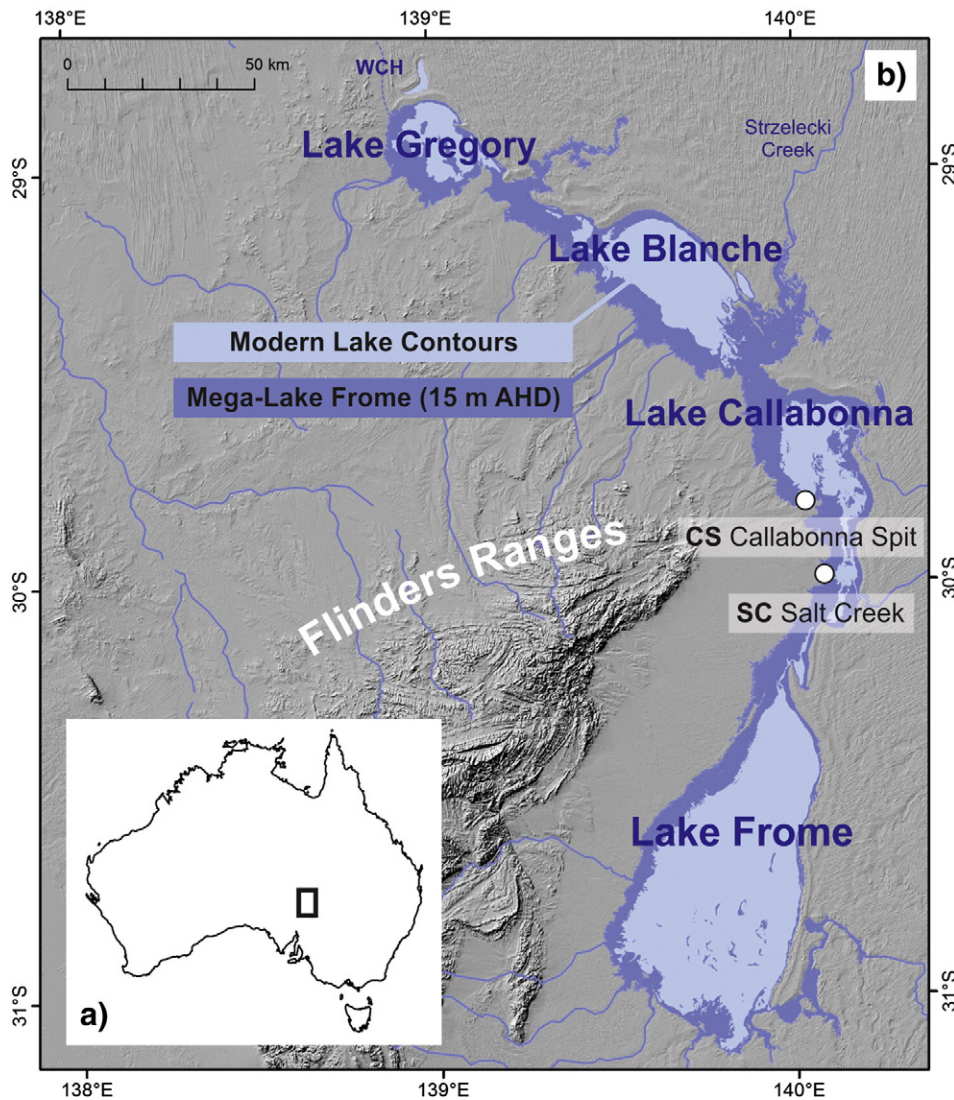 138°E
139°E
140°E
0
50 km
WCH
b)
Lake Gregory
Strzelecki
Creek
29°S
29°S
Lake Blanche
Modern Lake Contours
Mega-Lake Frome (15 m AHD)
Lake Callabonna
CS Callabonna Spit
Flinders Ranges
30°S
30°S
SC Salt Creek
Lake Frome
a)
31°S
31°S
138°E
139°E
140°E